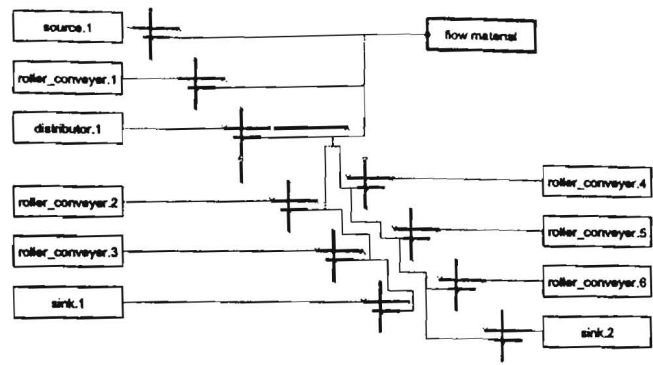 source.1
flow material
roller_conveyer.1
distributor.1
roller_conveyer.4
roller_conveyer.2
roller_conveyer.5
roller_conveyer.3
roller_conveyer.6
sink.1
sink.2